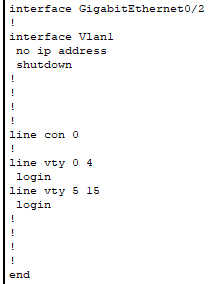 interface GigabitEthernet0/2
!
interface Vlan1
 no ip address
 shutdown
!
!
!
!
line con 0
!
line vty 0 4
 login
line vty 5 15
 login
!
!
!
!
end